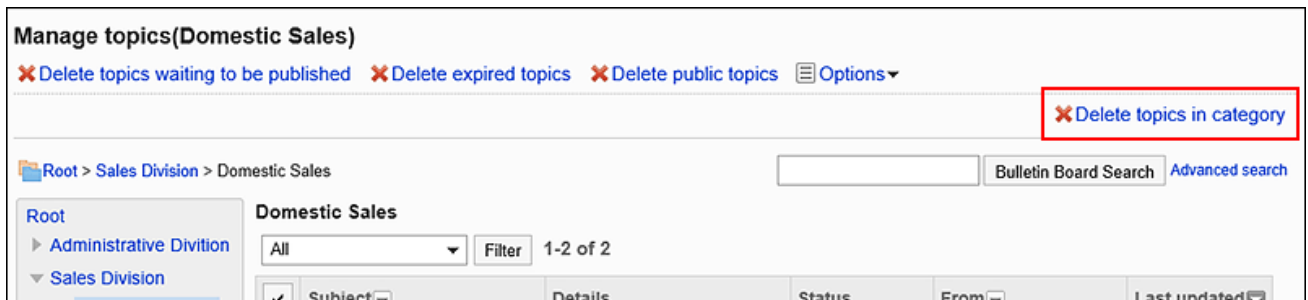 Manage topics(Domestic Sales)
Delete topics waiting to be published Delete expired topics Delete public topics Options
Delete topics in category
Root > Sales Division > Domestic Sales Bulletin Board Search Advanced search
Root Domestic Sales
Administrative Divition All Filter 1-2 of 2
Sales Division
Subject Details Status From Last updated